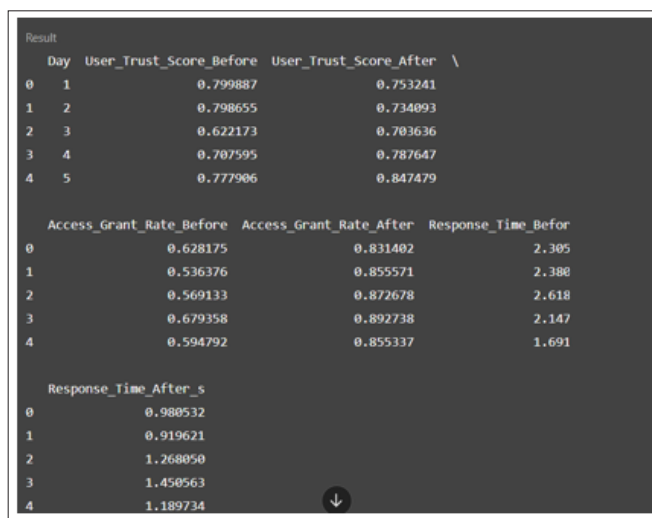 Result
Day User_Trust_Score_Before User_Trust_Score_After \
0 1 0.799887 0.753241
1 2 0.798655 0.734093
2 3 0.622173 0.703636
3 4 0.707595 0.787647
4 5 0.777906 0.847479
Access_Grant_Rate_Before Access_Grant_Rate_After Response_Time_Befor
0 0.628175 0.831402 2.305
1 0.536376 0.855571 2.380
2 0.569133 0.872678 2.618
3 0.679358 0.892738 2.147
4 0.594792 0.855337 1.691
Response_Time_After_s
0 0.980532
1 0.919621
2 1.268050
3 1.450563
4 1.189734